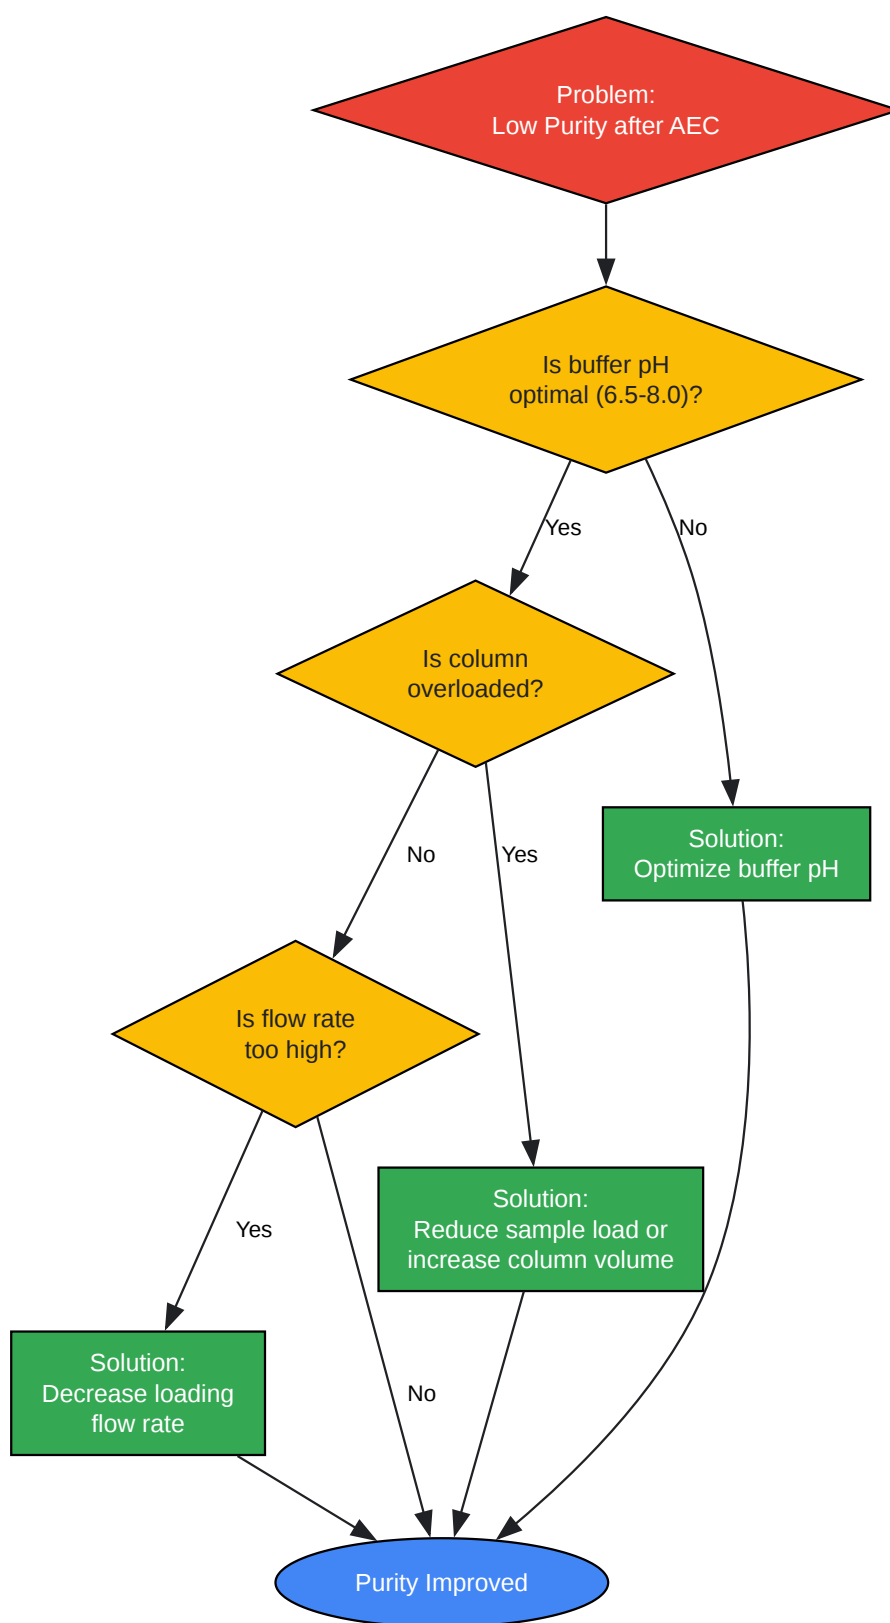 Problem:
Low Purity after AEC
Is buffer pH
optimal (6.5-8.0)?
Yes
No
Is column
overloaded?
No
Yes
Solution:
Optimize buffer pH
Is flow rate
too high?
Yes
Solution:
Reduce sample load or
increase column volume
Solution:
Decrease loading
flow rate
No
Purity Improved